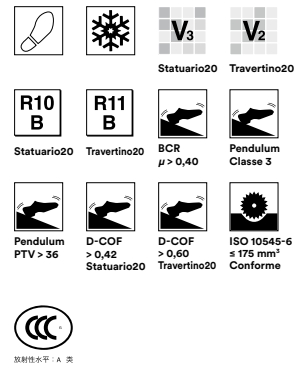 V3
V2
Statuario20
Travertino20
R10
B
R11
B
Statuario20
Travertino20
BCR
μ > 0,40
Pendulum
Classe 3
Pendulum
PTV > 36
D-COF
> 0,42
Statuario20
D-COF
> 0,60
Travertino20
ISO 10545-6
≤ 175 mm³
Conforme
CCC
放射性水平：A 类